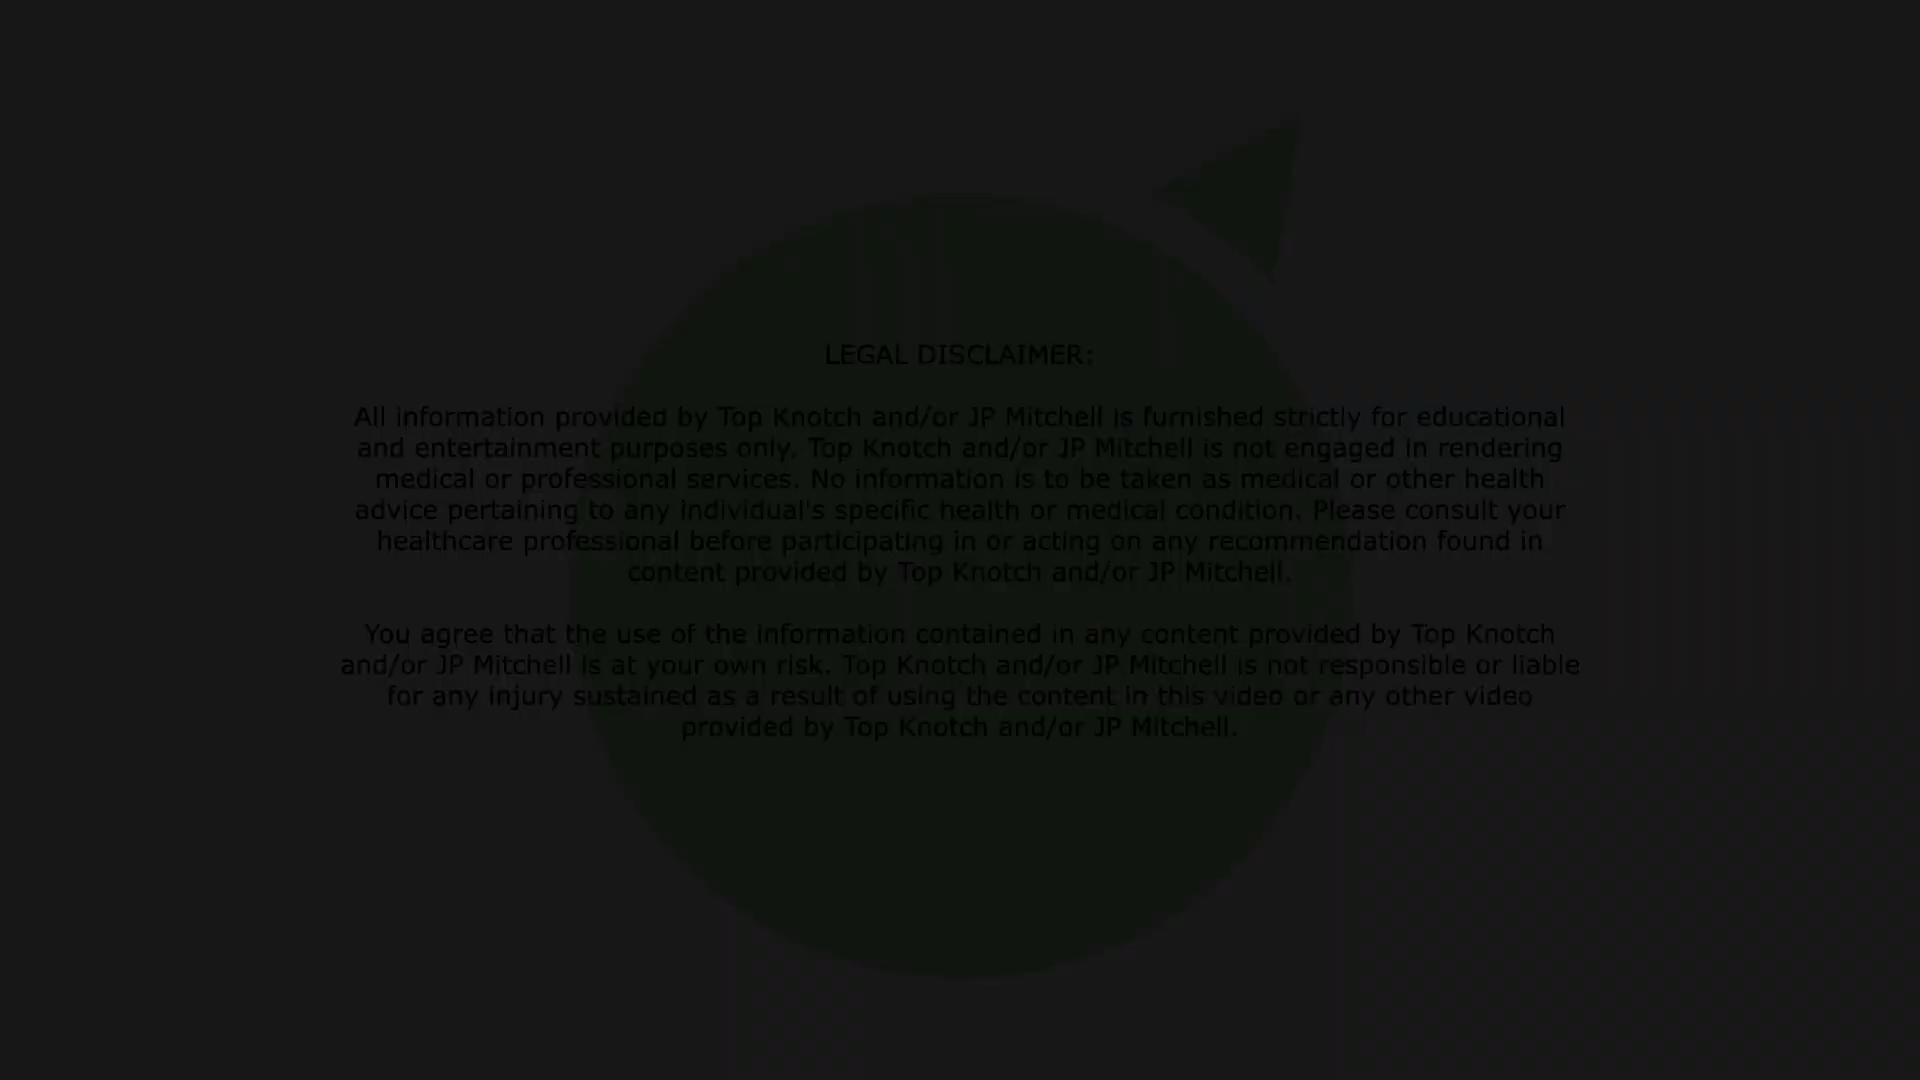 LEGAL DISCLAIMER:
All information provided by Top Knotch and/or JP Mitchell is furnished strictly for educational
and entertainment purposes only. Top Knotch and/or JP Mitchell is not engaged in rendering
medical or professional services. No information is to be taken as medical or other health
advice pertaining to any individual's specific health or medical condition. Please consult your
healthcare professional before participating in or acting on any recommendation found in
content provided by Top Knotch and/or JP Mitchell.
You agree that the use of the information contained in any content provided by Top Knotch
and/or JP Mitchell is at your own risk. Top Knotch and/or JP Mitchell is not responsible or liable
for any injury sustained as a result of using the content in this video or any other video
provided by Top Knotch and/or JP Mitchell.